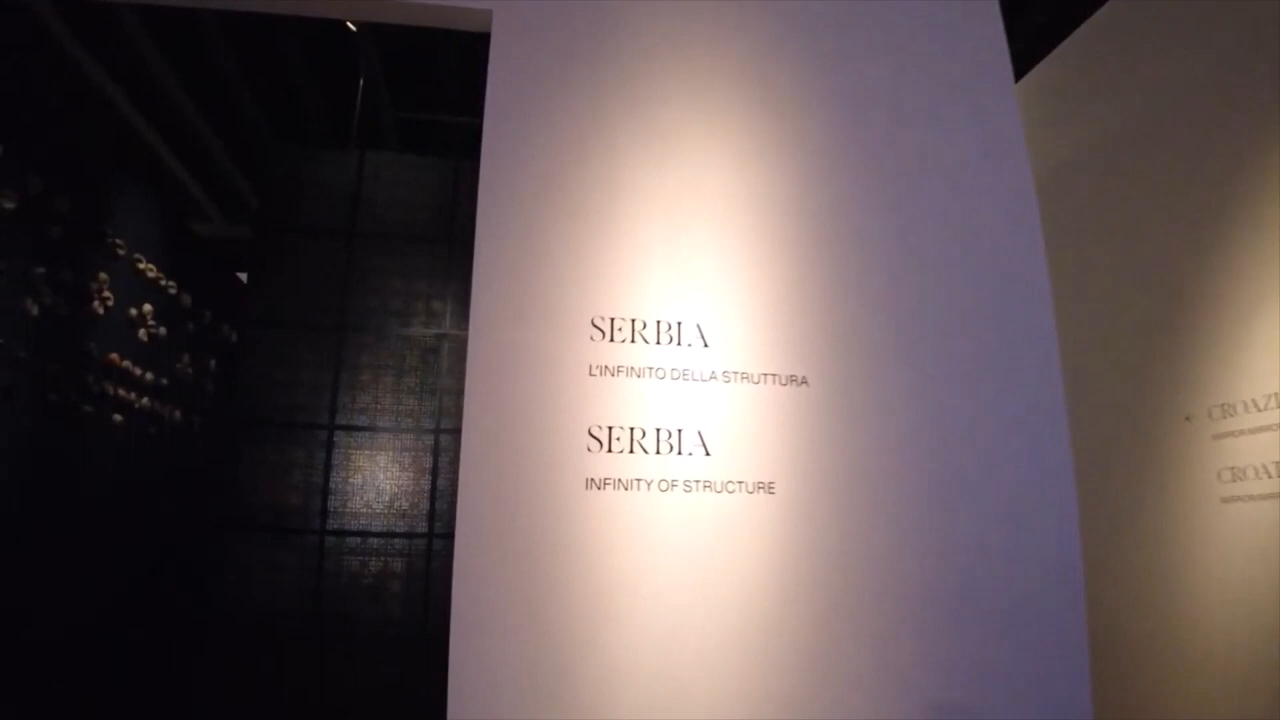 SERBIA
L'INFINITO DELLA STRUTTURA
SERBIA
INFINITY OF STRUCTURE